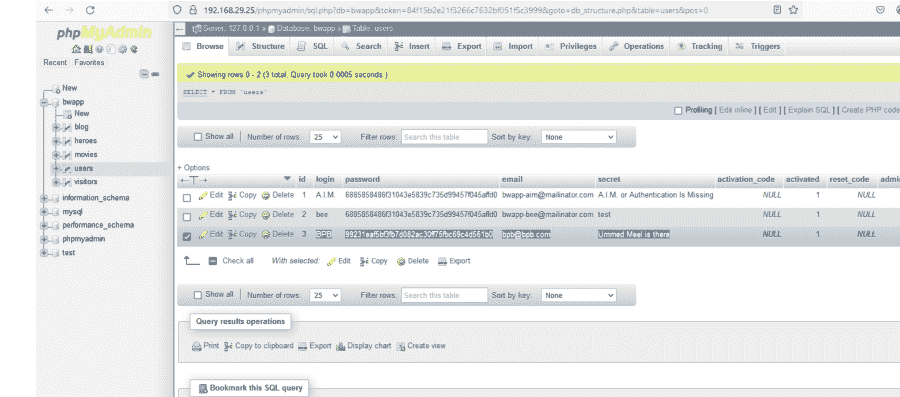 192.168.29.25/phpmyadmin/sql.php?db=bwapp&token=84f15b2e21f3266c7632bf051f5c3999&goto=db_structure.php&table=users&pos=0
phpMyAdmin
Recent Favorites
New
bwapp
New
blog
heroes
movies
users
visitors
information_schema
mysql
performance_schema
phpmyadmin
test
Server: 127.0.0.1 » Database: bwapp » Table: users
Browse Structure SQL Search Insert Export Import Privileges Operations Tracking Triggers
Showing rows 0 - 2 (3 total, Query took 0.0005 seconds.)
SELECT * FROM `users`
Profiling [ Edit inline ] [ Edit ] [ Explain SQL ] [ Create PHP code
Show all Number of rows: 25 Filter rows: Search this table Sort by key: None
+ Options
←T→ id login password email secret activation_code activated reset_code admi
Edit Copy Delete 1 A.I.M. 6885858486f31043e5839c735d99457f045affd0 bwapp-aim@mailinator.com A.I.M. or Authentication Is Missing NULL 1 NULL
Edit Copy Delete 2 bee 6885858486f31043e5839c735d99457f045affd0 bwapp-bee@mailinator.com test NULL 1 NULL
Edit Copy Delete 3 BPB bpb@bpb.com Ummed Meel is there NULL 1 NULL
Check all With selected: Edit Copy Delete Export
Show all Number of rows: 25 Filter rows: Search this table Sort by key: None
Query results operations
Print Copy to clipboard Export Display chart Create view
Bookmark this SQL query